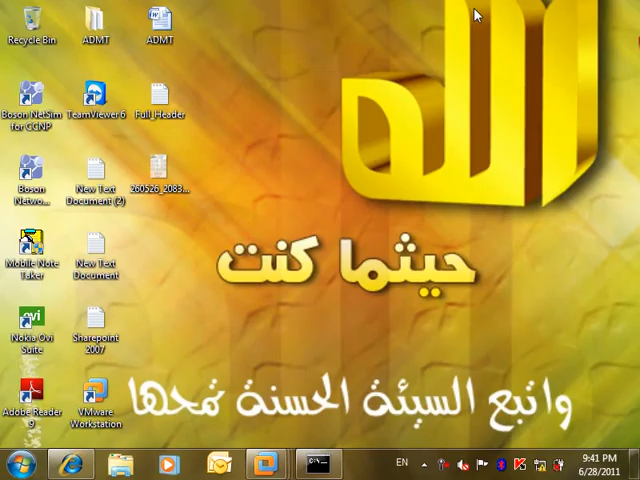 Recycle Bin
ADMT
ADMT
Boson NetSim
for CCNP
TeamViewer 6
Full_Header
Boson
Netwo...
New Text
Document (2)
260526_2083...
Mobile Note
Taker
New Text
Document
Nokia Ovi
Suite
Sharepoint
2007
Adobe Reader
9
VMware
Workstation
الله
حيثما كنت
واتبع السيئة الحسنة تمحها
ovi
C:\
EN
9:41 PM
6/28/2011